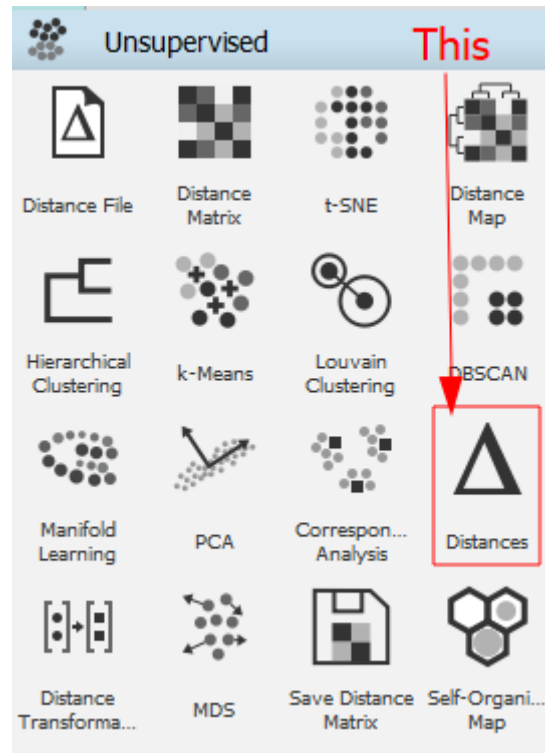 Unsupervised
This
Distance File
Distance
Matrix
t-SNE
Distance
Map
Hierarchical
Clustering
k-Means
Louvain
Clustering
DBSCAN
Manifold
Learning
PCA
Correspon...
Analysis
Distances
Distance
Transforma...
MDS
Save Distance
Matrix
Self-Organi...
Map